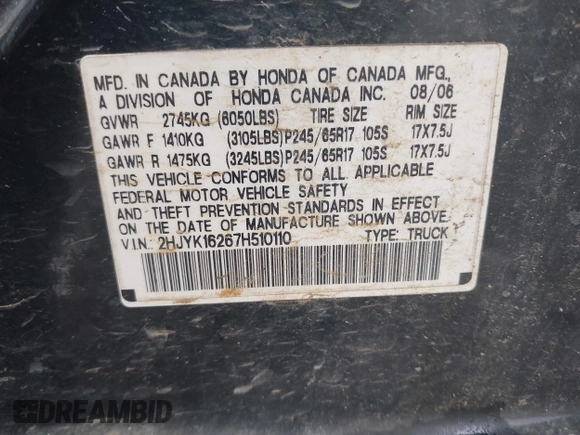 MFD. IN CANADA BY HONDA OF CANADA MFG.,
A DIVISION OF HONDA CANADA INC. 08/06
GVWR 2745KG (6050LBS) TIRE SIZE RIM SIZE
GAWR F 1410KG (3105LBS)P245/65R17 105S 17X7.5J
GAWR R 1475KG (3245LBS)P245/65R17 105S 17X7.5J
THIS VEHICLE CONFORMS TO ALL APPLICABLE
FEDERAL MOTOR VEHICLE SAFETY
AND THEFT PREVENTION STANDARDS IN EFFECT
ON THE DATE OF MANUFACTURE SHOWN ABOVE.
V.I.N: 2HJYK16267H510110 TYPE: TRUCK
DREAMBID